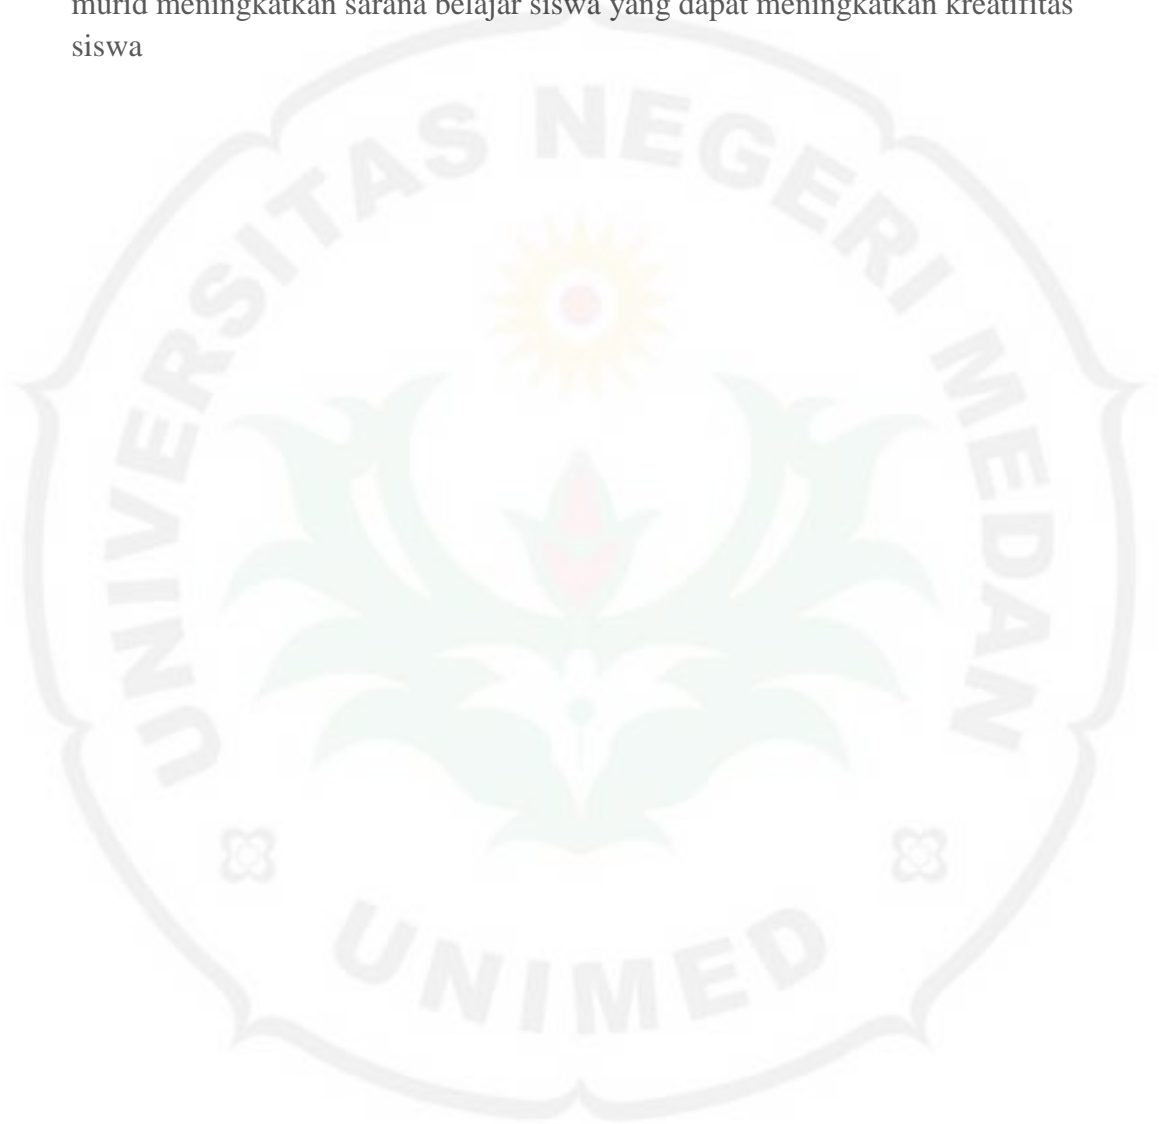 murid meningkatkan sarana belajar siswa yang dapat meningkatkan kreatifitas
siswa
UNIVERSITAS NEGERI MEDAN
UNIMED